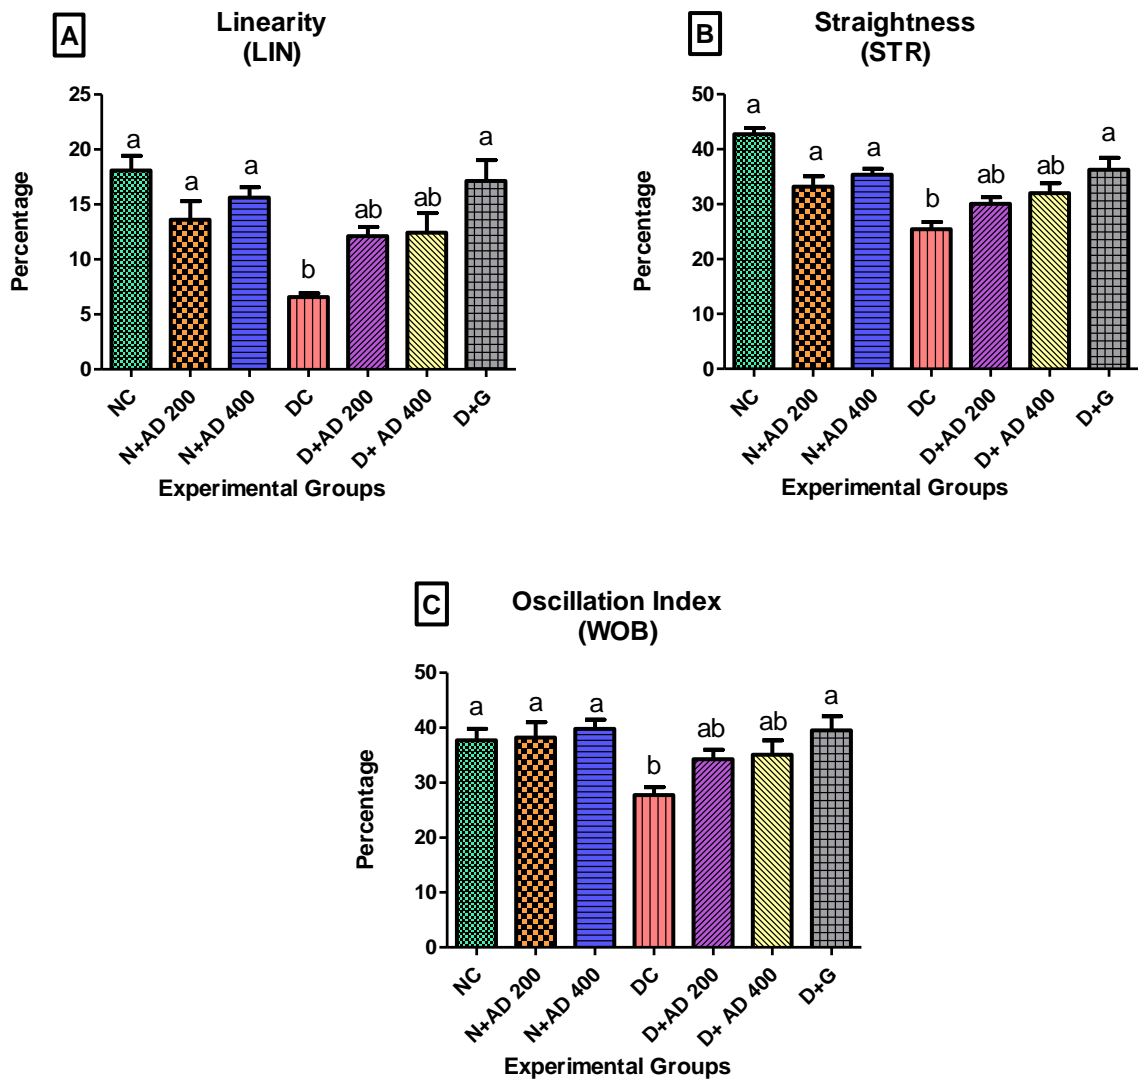 A
Linearity
(LIN)
25
20
15
10
5
0
Percentage
a
a
a
b
ab
ab
a
NC
N+AD 200
N+AD 400
DC
D+AD 200
D+ AD 400
D+G
Experimental Groups
B
Straightness
(STR)
50
40
30
20
10
0
Percentage
a
a
a
b
ab
ab
a
NC
N+AD 200
N+AD 400
DC
D+AD 200
D+ AD 400
D+G
Experimental Groups
C
Oscillation Index
(WOB)
50
40
30
20
10
0
Percentage
a
a
a
b
ab
ab
a
NC
N+AD 200
N+AD 400
DC
D+AD 200
D+ AD 400
D+G
Experimental Groups